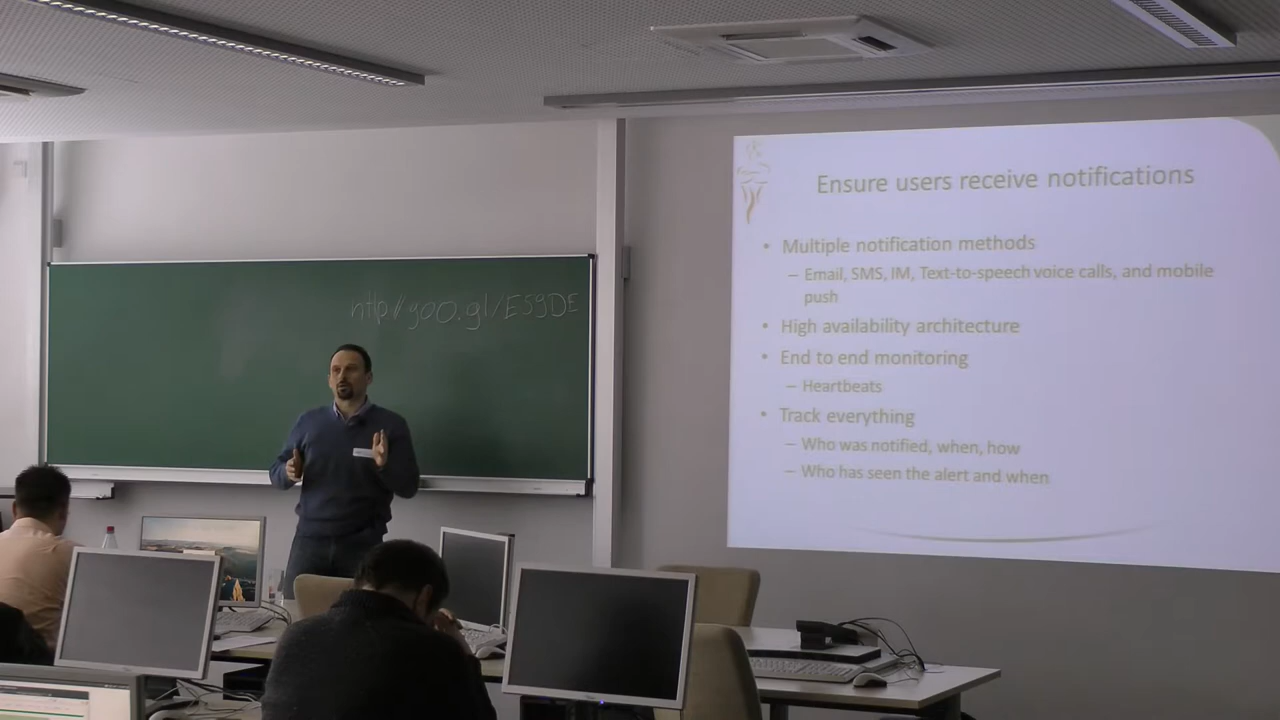 http://goo.gl/ES9DE
Ensure users receive notifications
• Multiple notification methods
– Email, SMS, IM, Text-to-speech voice calls, and mobile
push
• High availability architecture
• End to end monitoring
– Heartbeats
• Track everything
– Who was notified, when, how
– Who has seen the alert and when